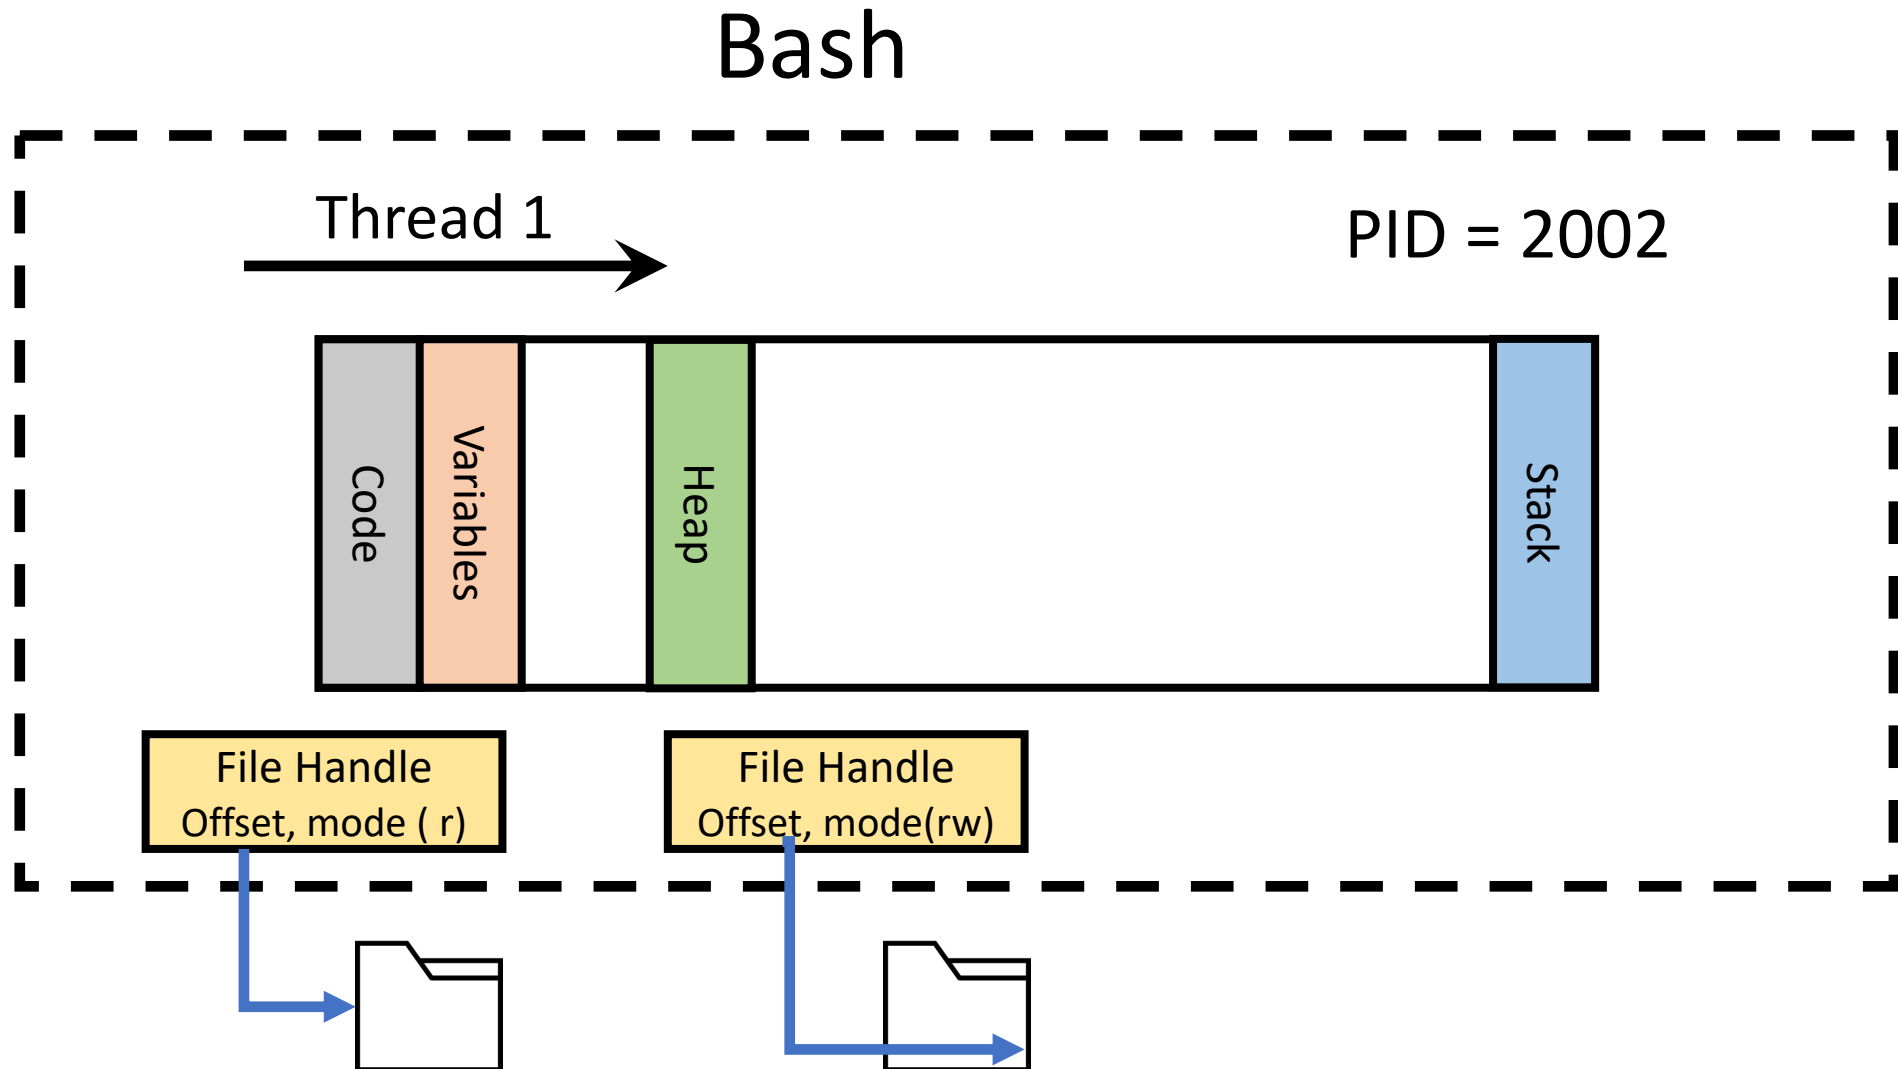 Bash
Thread 1
PID = 2002
Code
Variables
Heap
Stack
File Handle
Offset, mode ( r)
File Handle
Offset, mode(rw)